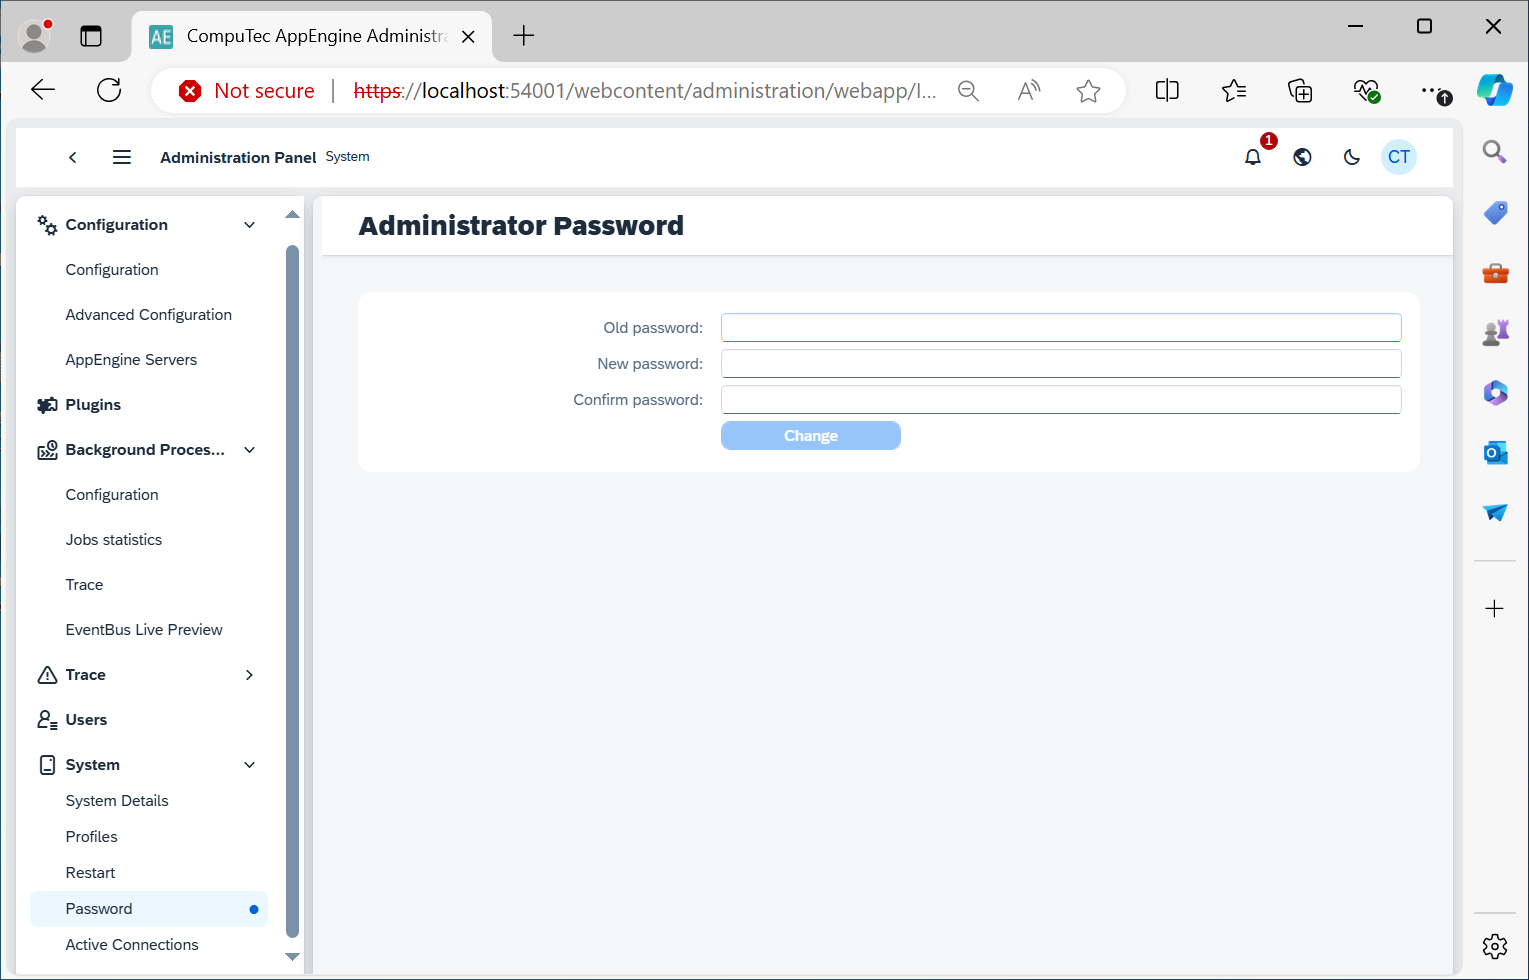 AE CompuTec AppEngine Administra
Not secure https://localhost:54001/webcontent/administration/webapp/I...
Administration Panel System
1
CT
Configuration
Configuration
Advanced Configuration
AppEngine Servers
Plugins
Background Proces...
Configuration
Jobs statistics
Trace
EventBus Live Preview
Trace
Users
System
System Details
Profiles
Restart
Password
Active Connections
Administrator Password
Old password:
New password:
Confirm password:
Change